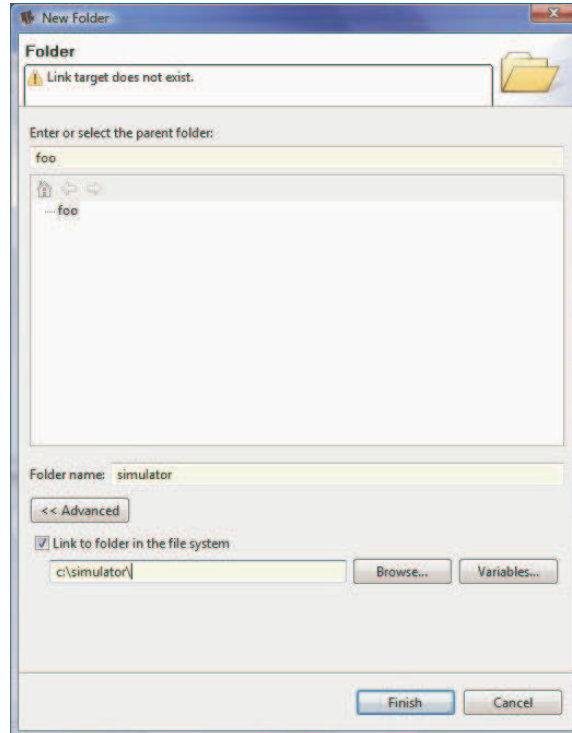 New Folder
Folder
Link target does not exist.
Enter or select the parent folder:
foo
foo
Folder name: simulator
<< Advanced
Link to folder in the file system
c:\simulator\
Browse... Variables...
Finish Cancel